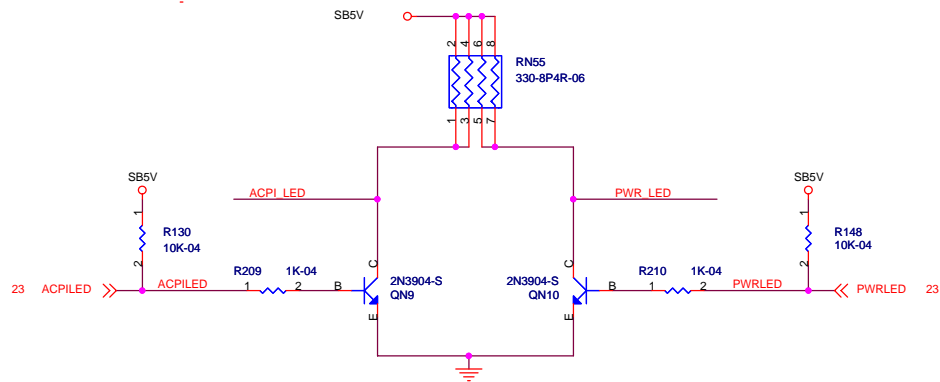 SB5V
2 4 6 8
RN55
330-8P4R-06
1 3 5 7
SB5V
ACPI_LED
PWR_LED
SB5V
1
R130
10K-04
2
1
R148
10K-04
2
23 ACPILED
ACPILED
R209 1K-04
1 2
B
C
E
2N3904-S
QN9
2N3904-S
QN10
C
E
B
R210 1K-04
1 2
PWRLED
PWRLED 23